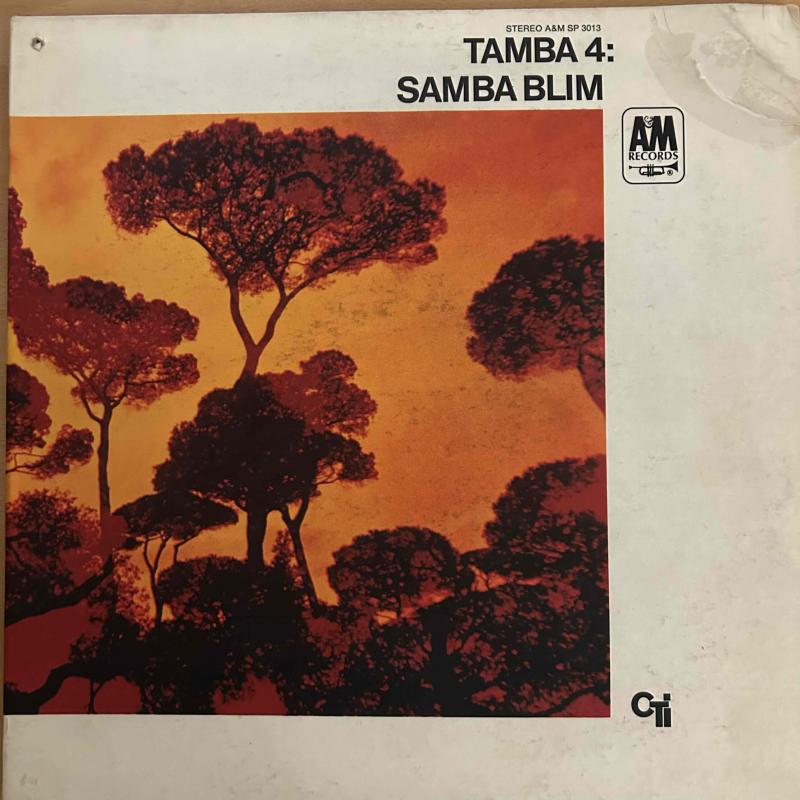 STEREO A&M SP 3013
TAMBA 4:
SAMBA BLIM
A&M
RECORDS
®
CTi